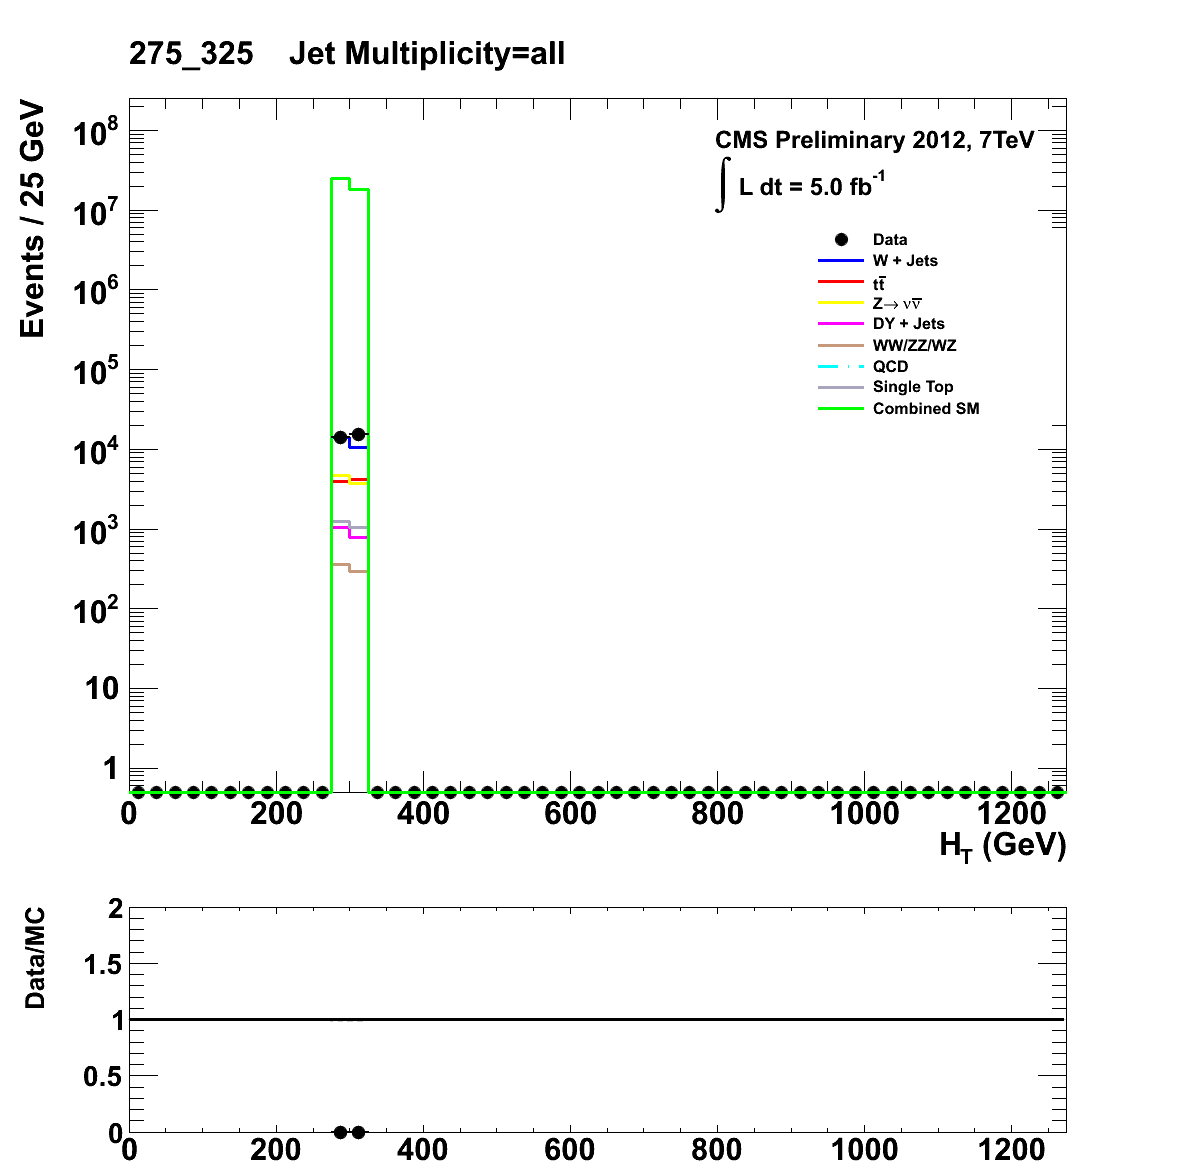 275_325 Jet Multiplicity=all
Events / 25 GeV
10⁸
10⁷
10⁶
10⁵
10⁴
10³
10²
10
1
CMS Preliminary 2012, 7TeV
∫ L dt = 5.0 fb⁻¹
Data
W + Jets
tt̅
Z→ νν̅
DY + Jets
WW/ZZ/WZ
QCD
Single Top
Combined SM
0 200 400 600 800 1000 1200
H_T (GeV)
Data/MC
2
1.5
1
0.5
0
0 200 400 600 800 1000 1200